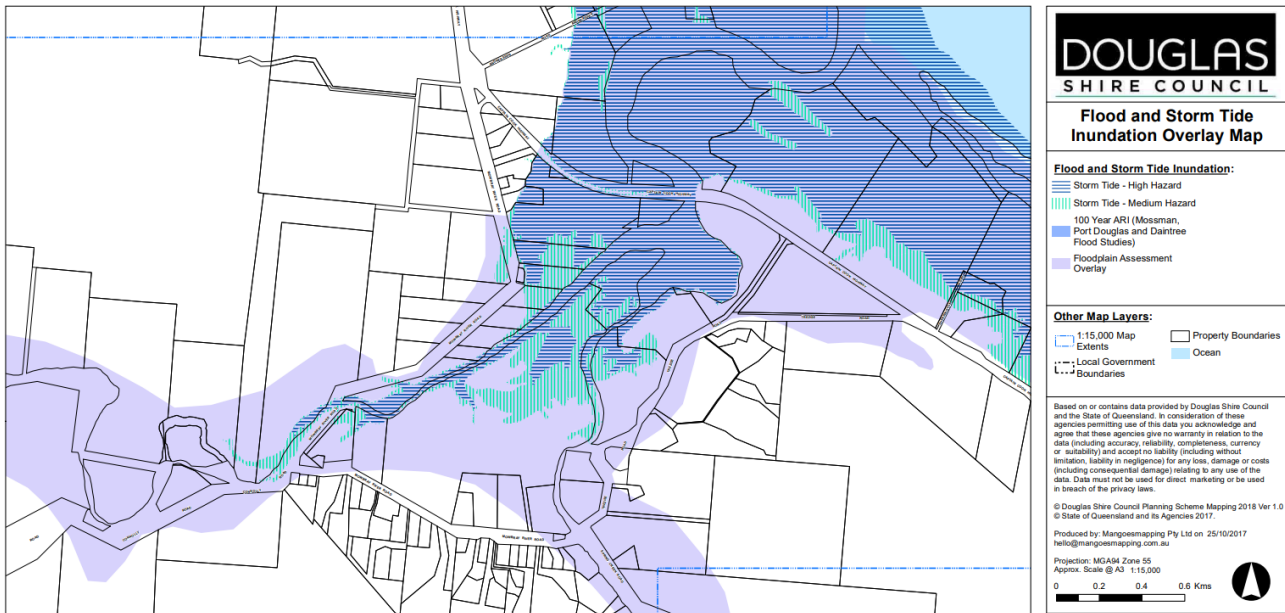 DOUGLAS
SHIRE COUNCIL
Flood and Storm Tide
Inundation Overlay Map
Flood and Storm Tide Inundation:
Storm Tide - High Hazard
Storm Tide - Medium Hazard
100 Year ARI (Mossman,
Port Douglas and Daintree
Flood Studies)
Floodplain Assessment
Overlay
Other Map Layers:
1:15,000 Map
Extents
Property Boundaries
Local Government
Boundaries
Ocean
Based on or contains data provided by Douglas Shire Council
and the State of Queensland. In consideration of these
agencies permitting use of this data you acknowledge and
agree that these agencies give no warranty in relation to the
data (including accuracy, reliability, completeness, currency
or suitability) and accept no liability (including without
limitation, liability in negligence) for any loss, damage or costs
(including consequential damage) relating to any use of the
data. Data must not be used for direct marketing or be used
in breach of the privacy laws.
© Douglas Shire Council Planning Scheme Mapping 2018 Ver 1.0
© State of Queensland and its Agencies 2017.
Produced by: Mangoesmapping Pty Ltd on 25/10/2017
hello@mangoesmapping.com.au
Projection: MGA94 Zone 55
Approx. Scale @ A3 1:15,000
0 0.2 0.4 0.6 Kms